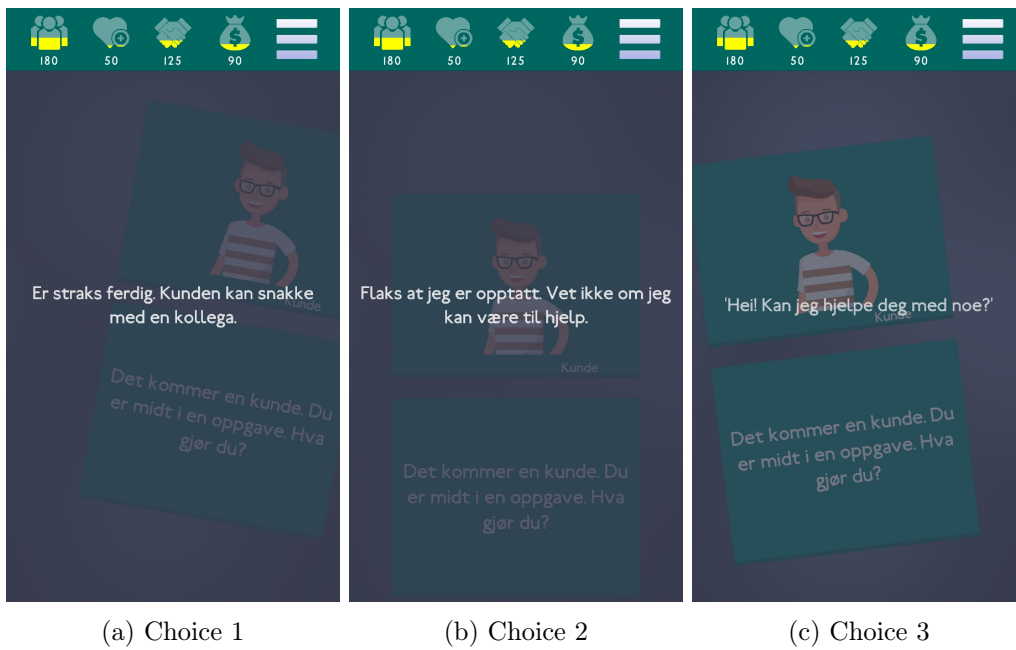 180 50 125 90
Er straks ferdig. Kunden kan snakke
med en kollega.
Kunde
Det kommer en kunde. Du
er midt i en oppgave. Hva
gjør du?
(a) Choice 1
180 50 125 90
Flaks at jeg er opptatt. Vet ikke om jeg
kan være til hjelp.
Kunde
Det kommer en kunde. Du
er midt i en oppgave. Hva
gjør du?
(b) Choice 2
180 50 125 90
'Hei! Kan jeg hjelpe deg med noe?'
Kunde
Det kommer en kunde. Du
er midt i en oppgave. Hva
gjør du?
(c) Choice 3